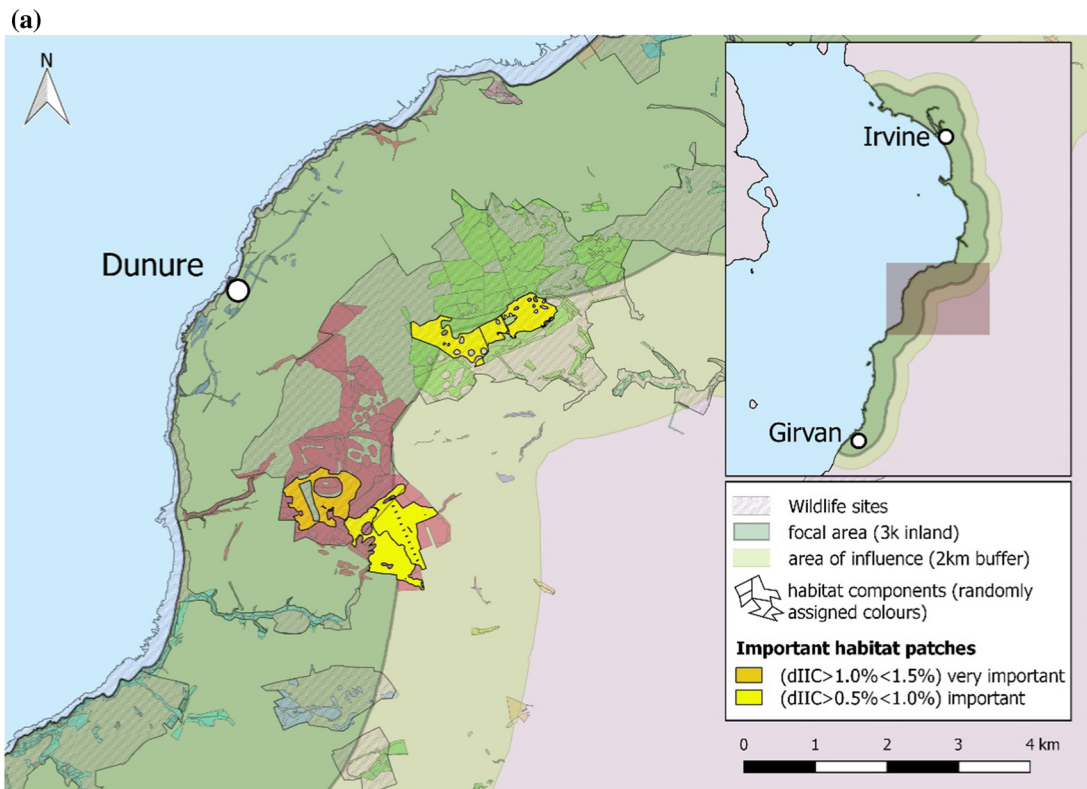 (a)
N
Dunure
Irvine
Girvan
Wildlife sites
focal area (3k inland)
area of influence (2km buffer)
habitat components (randomly
assigned colours)
Important habitat patches
(dIIC>1.0%<1.5%) very important
(dIIC>0.5%<1.0%) important
0 1 2 3 4 km